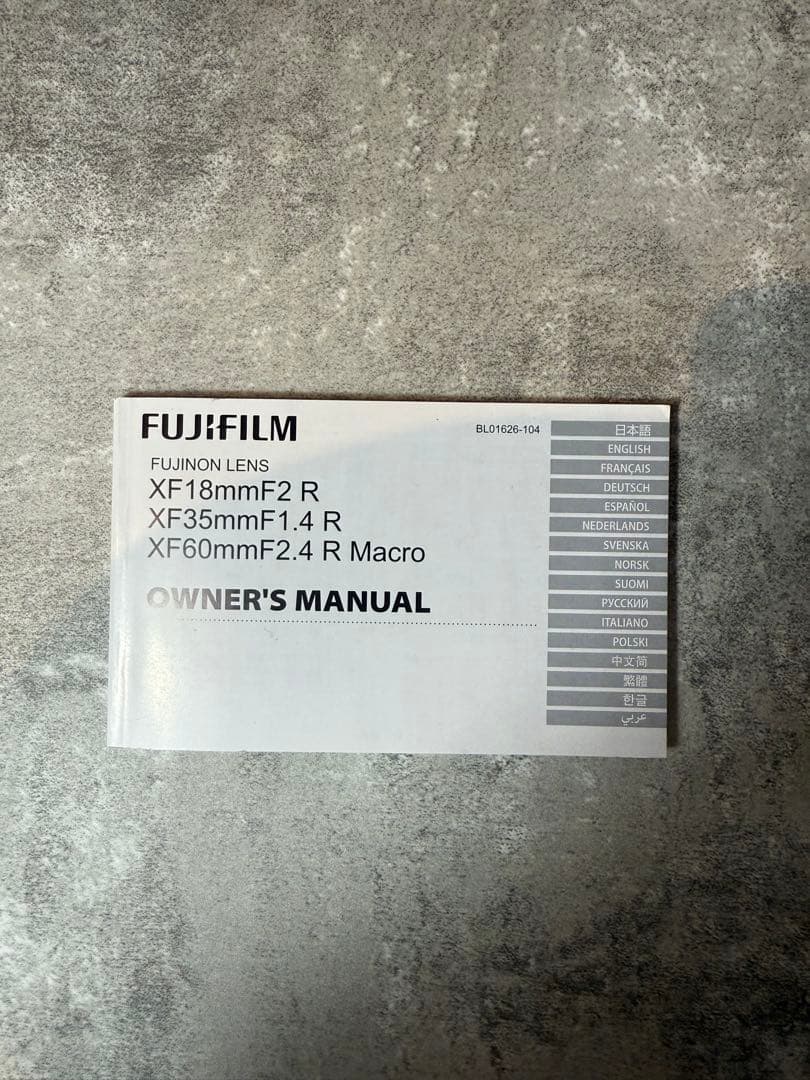 FUJIFILM
BL01626-104
FUJINON LENS
XF18mmF2 R
XF35mmF1.4 R
XF60mmF2.4 R Macro
OWNER'S MANUAL
日本語
ENGLISH
FRANÇAIS
DEUTSCH
ESPAÑOL
NEDERLANDS
SVENSKA
NORSK
SUOMI
РУССКИЙ
ITALIANO
POLSKI
中文简
繁體
한글
عربي